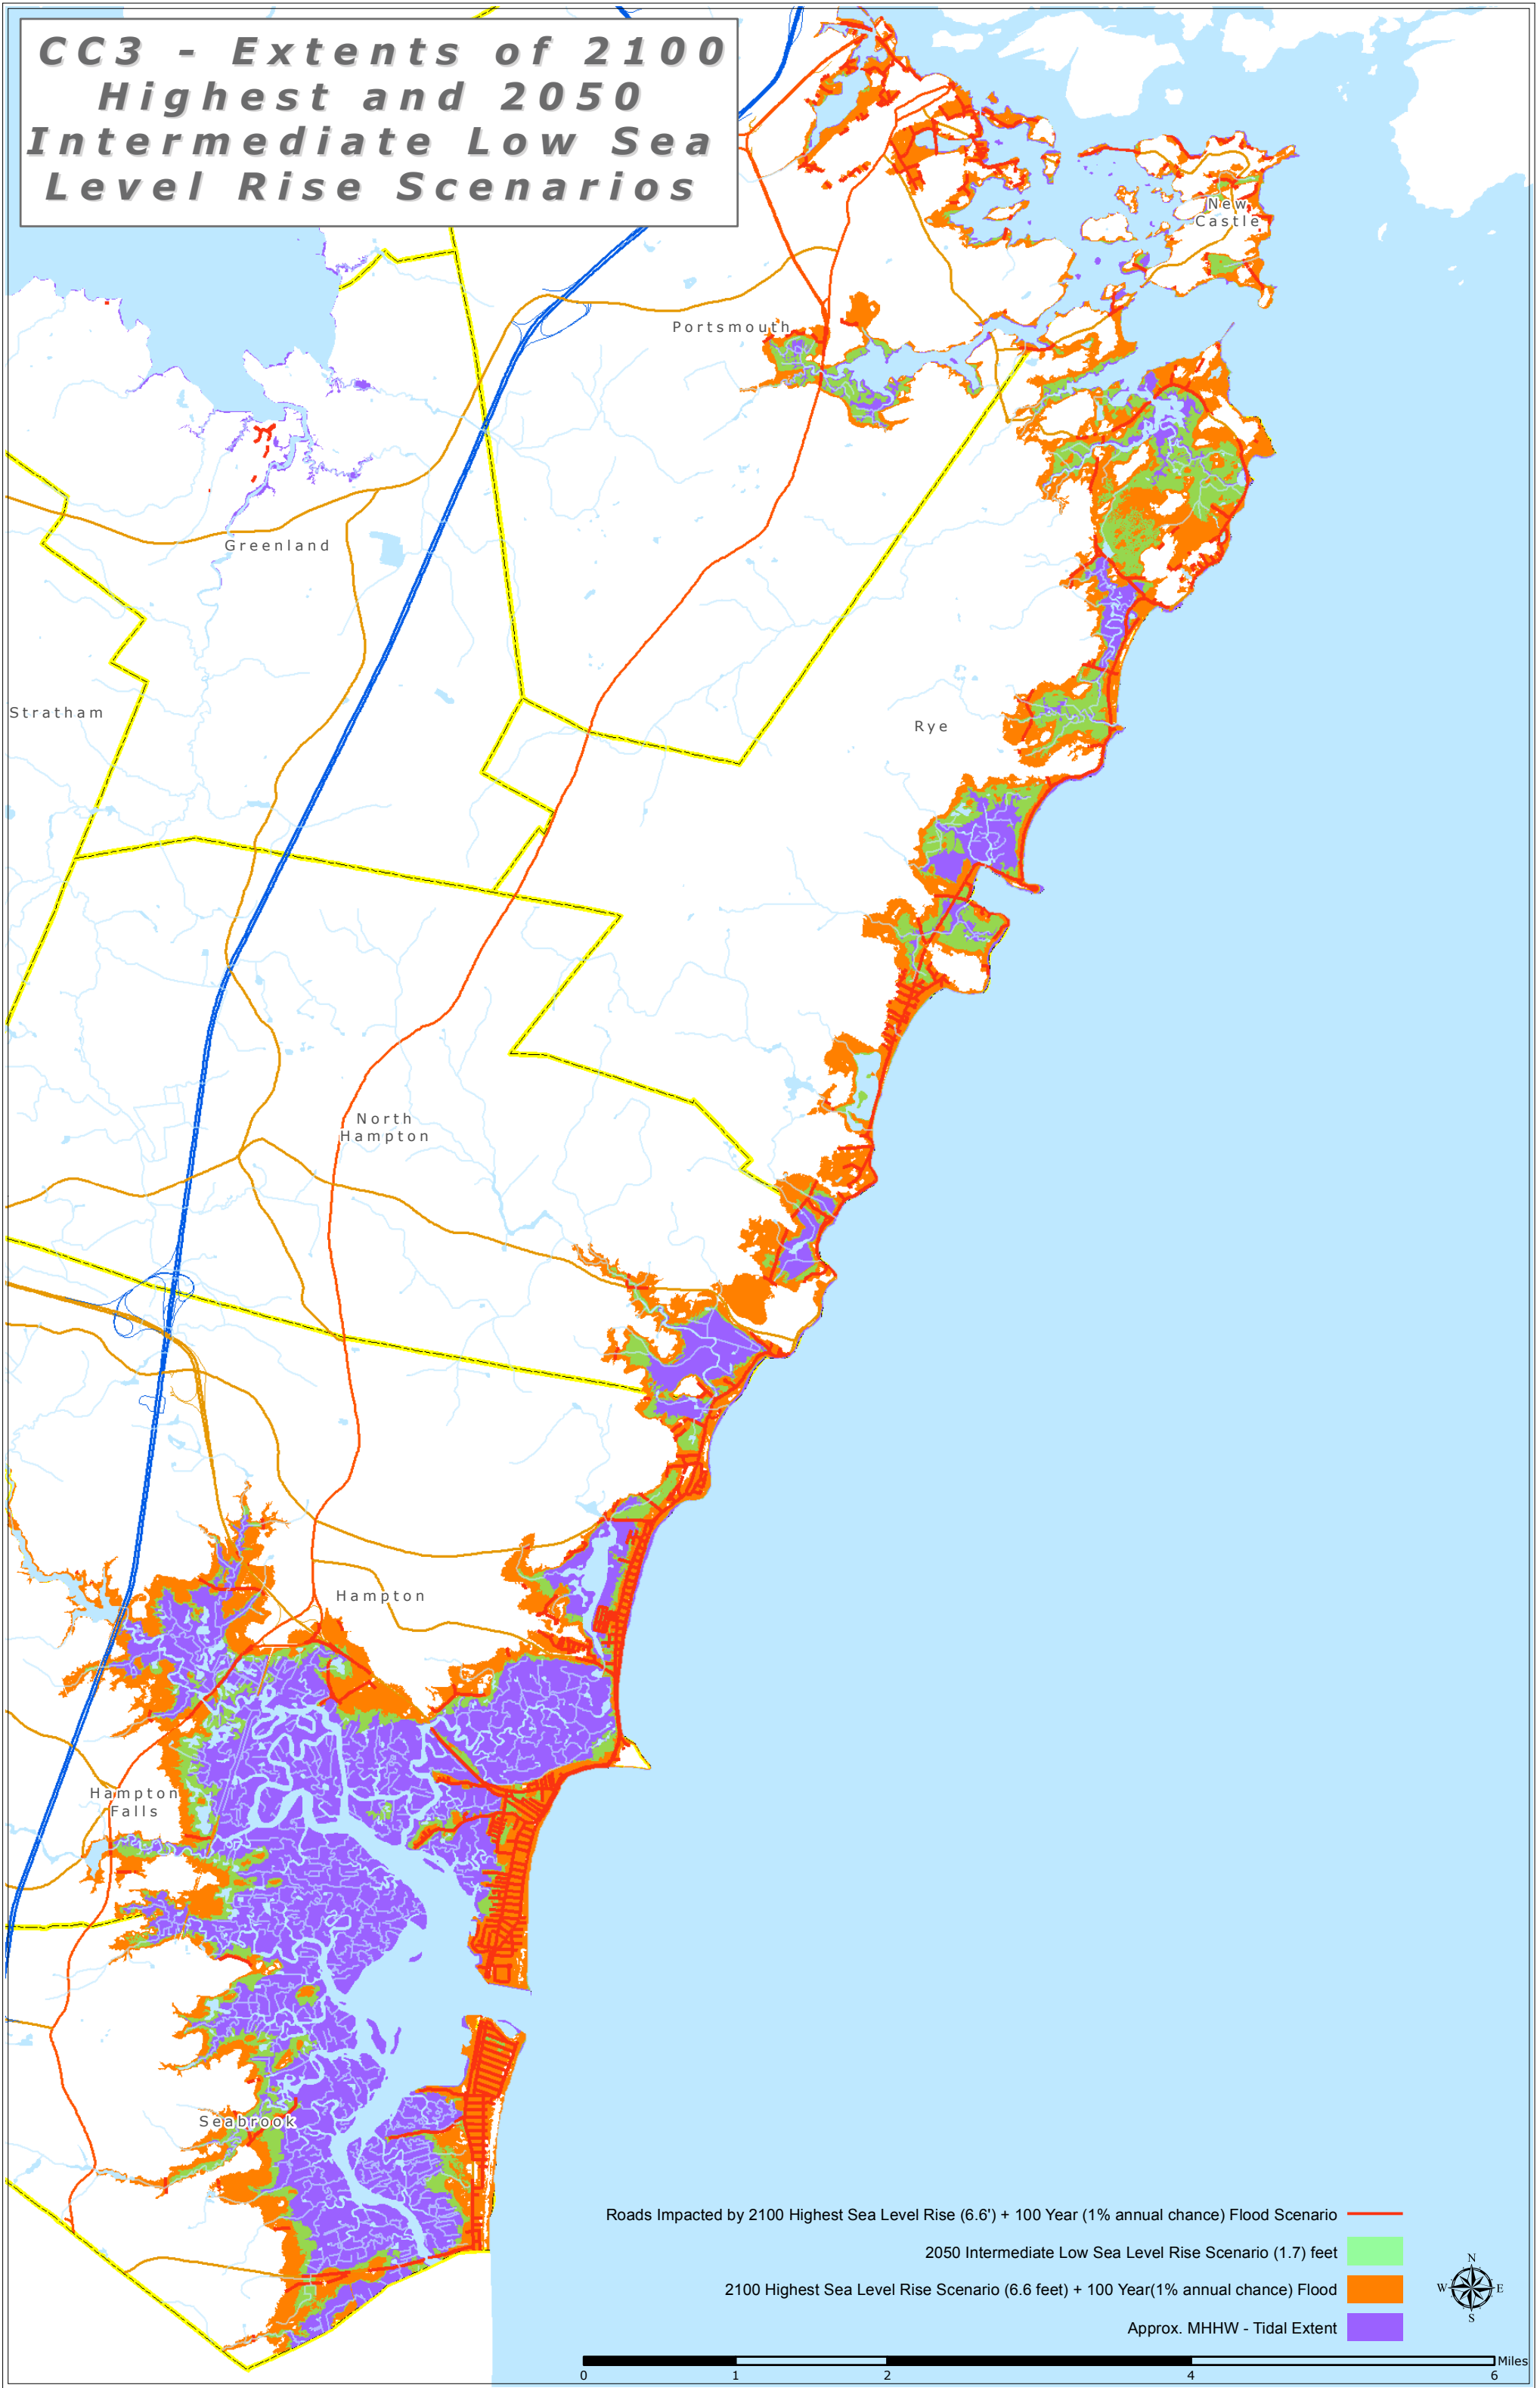 CC3 - Extents of 2100
Highest and 2050
Intermediate Low Sea
Level Rise Scenarios
New
Castle
Portsmouth
Greenland
Stratham
Rye
North
Hampton
Hampton
Hampton
Falls
Seabrook
Roads Impacted by 2100 Highest Sea Level Rise (6.6') + 100 Year (1% annual chance) Flood Scenario
2050 Intermediate Low Sea Level Rise Scenario (1.7) feet
2100 Highest Sea Level Rise Scenario (6.6 feet) + 100 Year(1% annual chance) Flood
Approx. MHHW - Tidal Extent
N
W E
S
Miles
0 1 2 4 6